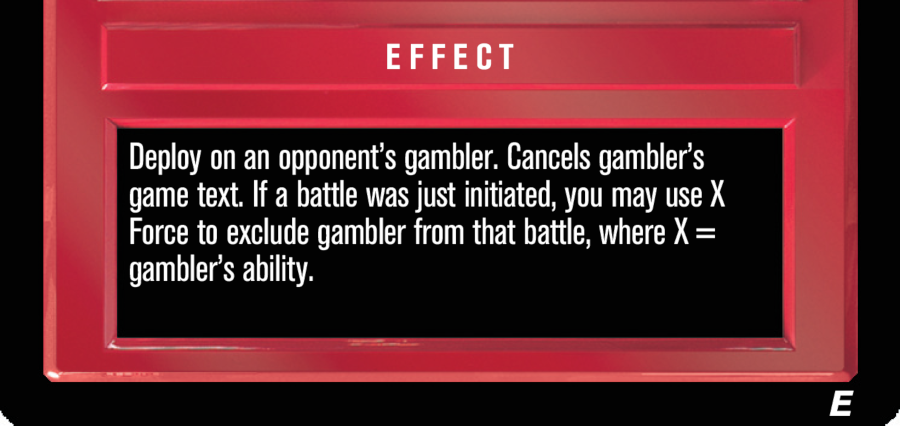 EFFECT
Deploy on an opponent’s gambler. Cancels gambler’s
game text. If a battle was just initiated, you may use X
Force to exclude gambler from that battle, where X =
gambler’s ability.
E